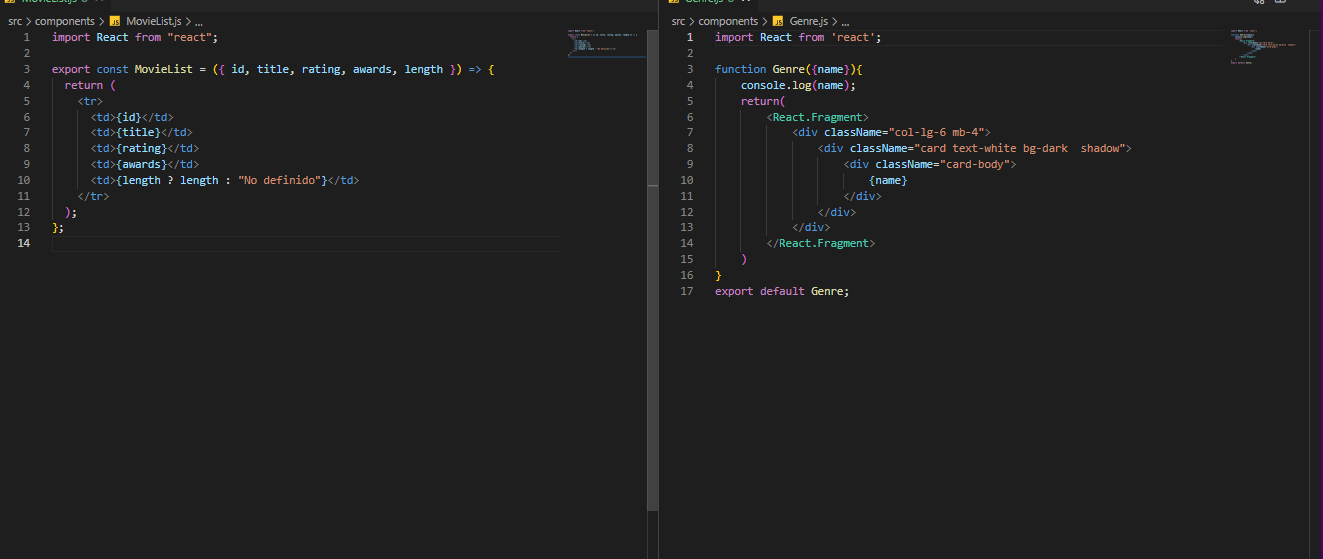 src > components > JS MovieList.js > ...
1 import React from "react";
2
3 export const MovieList = ({ id, title, rating, awards, length }) => {
4 return (
5 <tr>
6 <td>{id}</td>
7 <td>{title}</td>
8 <td>{rating}</td>
9 <td>{awards}</td>
10 <td>{length ? length : "No definido"}</td>
11 </tr>
12 );
13 };
14
src > components > JS Genre.js > ...
1 import React from 'react';
2
3 function Genre({name}){
4 console.log(name);
5 return(
6 <React.Fragment>
7 <div className="col-lg-6 mb-4">
8 <div className="card text-white bg-dark  shadow">
9 <div className="card-body">
10 {name}
11 </div>
12 </div>
13 </div>
14 </React.Fragment>
15 )
16 }
17 export default Genre;